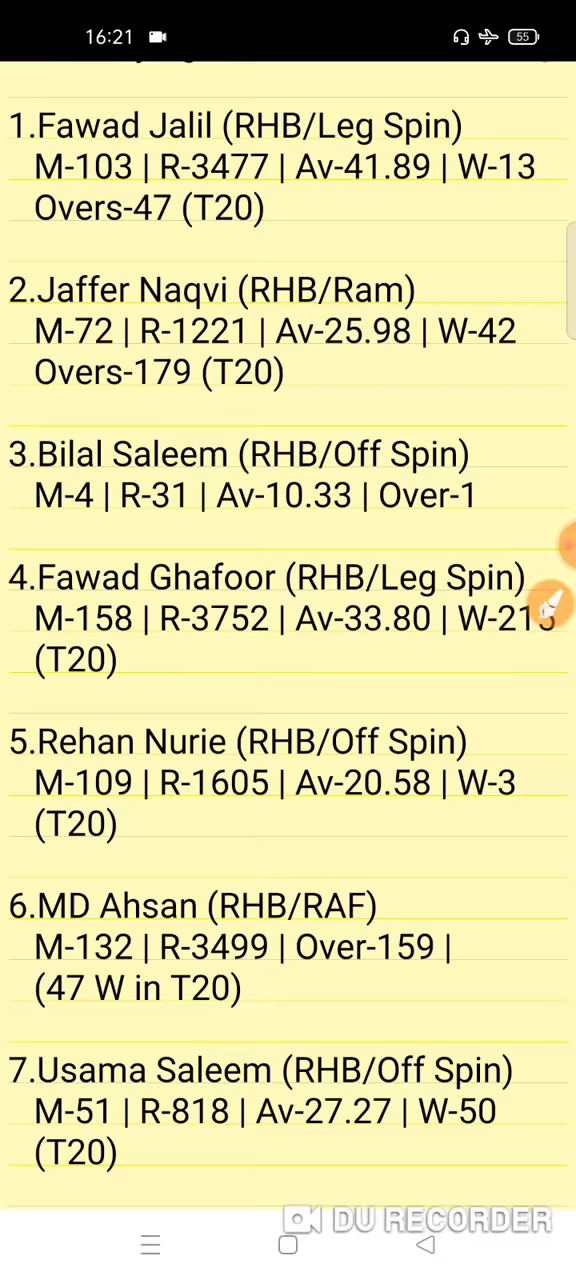 16:21
55
1.Fawad Jalil (RHB/Leg Spin)
M-103 | R-3477 | Av-41.89 | W-13
Overs-47 (T20)
2.Jaffer Naqvi (RHB/Ram)
M-72 | R-1221 | Av-25.98 | W-42
Overs-179 (T20)
3.Bilal Saleem (RHB/Off Spin)
M-4 | R-31 | Av-10.33 | Over-1
4.Fawad Ghafoor (RHB/Leg Spin)
M-158 | R-3752 | Av-33.80 |
(T20)
5.Rehan Nurie (RHB/Off Spin)
M-109 | R-1605 | Av-20.58 | W-3
(T20)
6.MD Ahsan (RHB/RAF)
M-132 | R-3499 | Over-159 |
(47 W in T20)
7.Usama Saleem (RHB/Off Spin)
M-51 | R-818 | Av-27.27 | W-50
(T20)
DU RECORDER